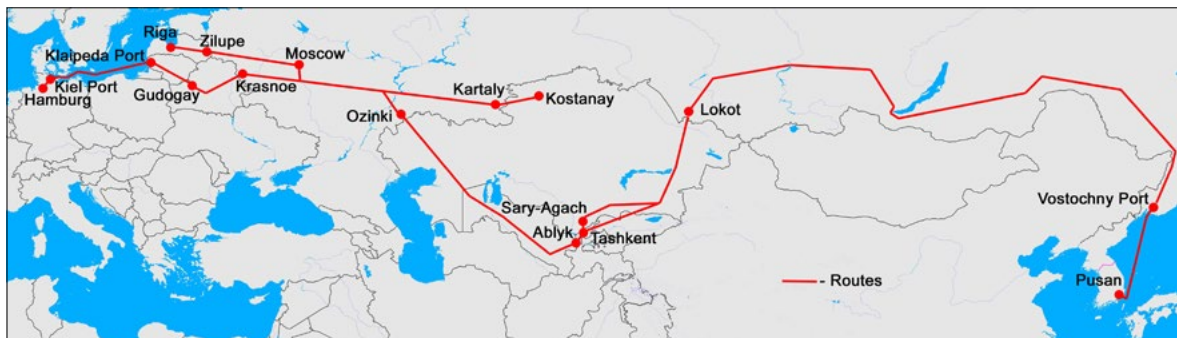 Riga
Zilupe
Klaipeda Port
Moscow
Kiel Port
Hamburg
Gudogay
Krasnoe
Kartaly
Kostanay
Ozinki
Lokot
Sary-Agach
Ablyk
Tashkent
Vostochny Port
Pusan
- Routes